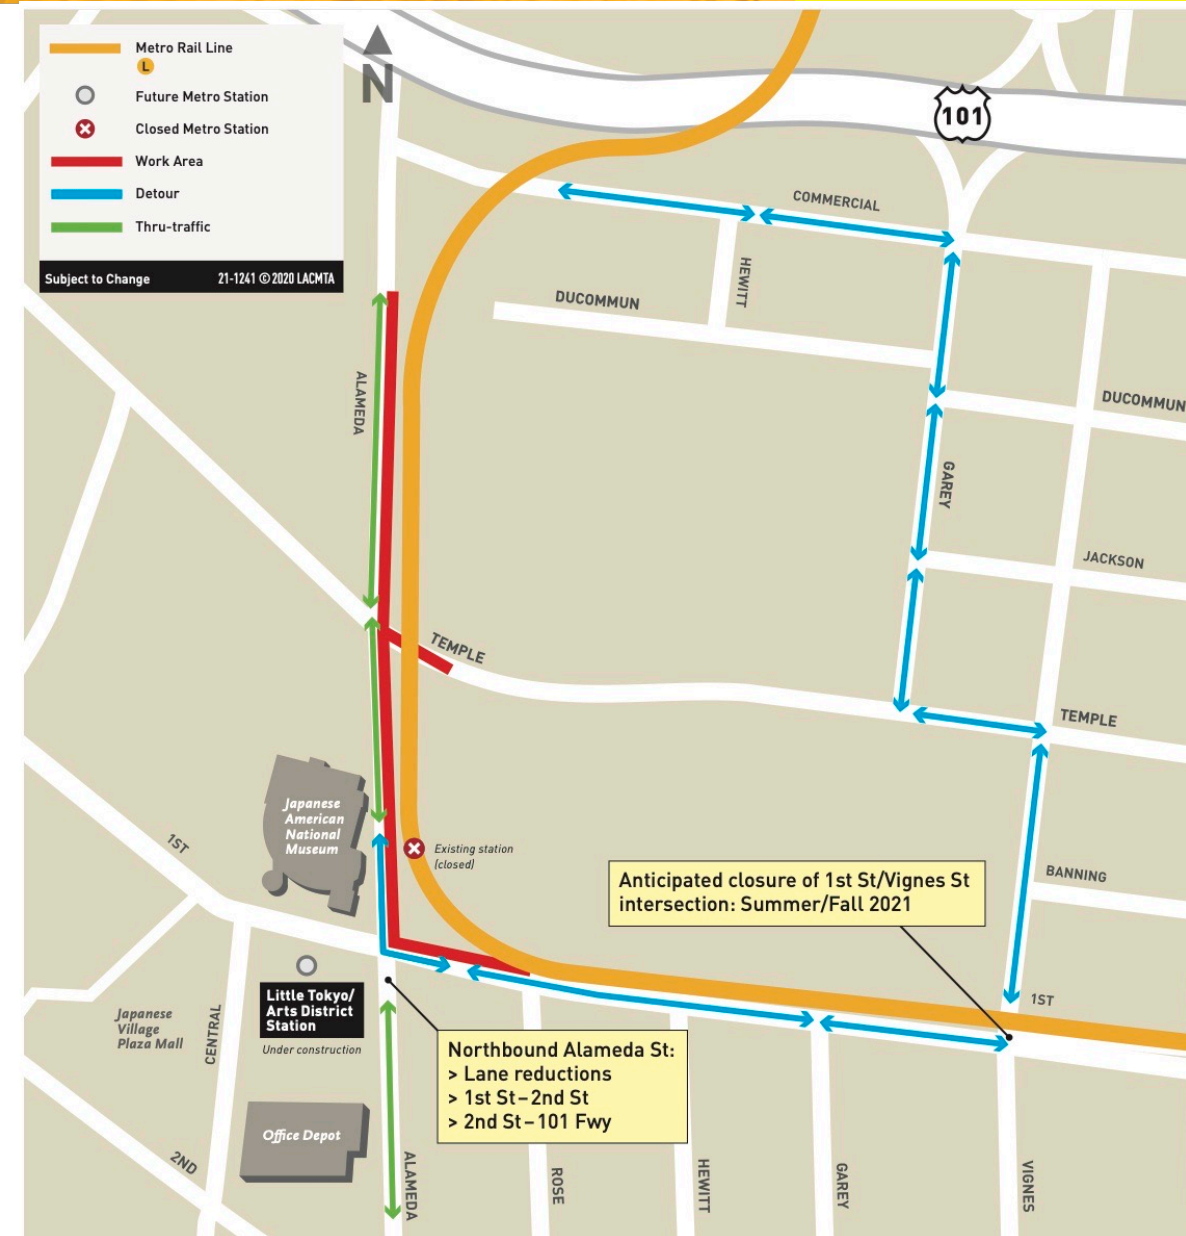 Metro Rail Line
L
Future Metro Station
Closed Metro Station
Work Area
Detour
Thru-traffic
Subject to Change
21-1241 © 2020 LACMTA
N
101
COMMERCIAL
HEWITT
DUCOMMUN
ALAMEDA
DUCOMMUN
GAREY
JACKSON
TEMPLE
TEMPLE
Japanese
American
National
Museum
1ST
Existing station
(closed)
Anticipated closure of 1st St/Vignes St
intersection: Summer/Fall 2021
BANNING
1ST
Little Tokyo/
Arts District
Station
Under construction
Japanese
Village
Plaza Mall
CENTRAL
Northbound Alameda St:
> Lane reductions
> 1st St–2nd St
> 2nd St–101 Fwy
Office Depot
2ND
ALAMEDA
ROSE
HEWITT
GAREY
VIGNES